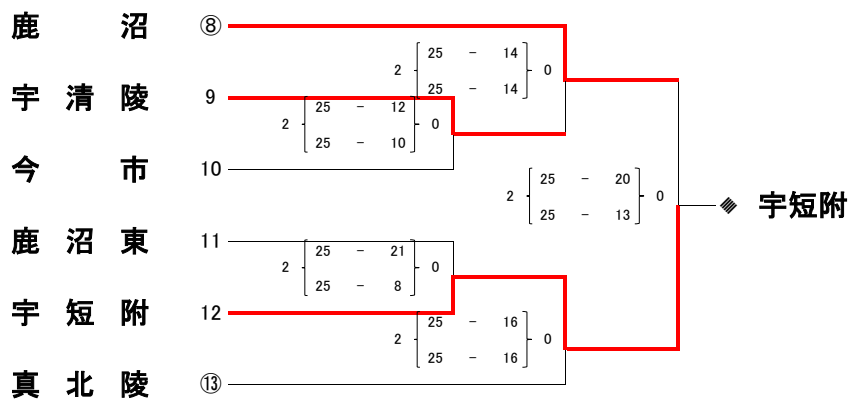 鹿沼 ⑧
25 － 14
2 0
25 － 14
宇清陵 9
25 － 12
2 0
25 － 10
今市 10
25 － 20
2 0
25 － 13
宇短附
鹿沼東 11
25 － 21
2 0
25 － 8
宇短附 12
25 － 16
2 0
25 － 16
真北陵 ⑬